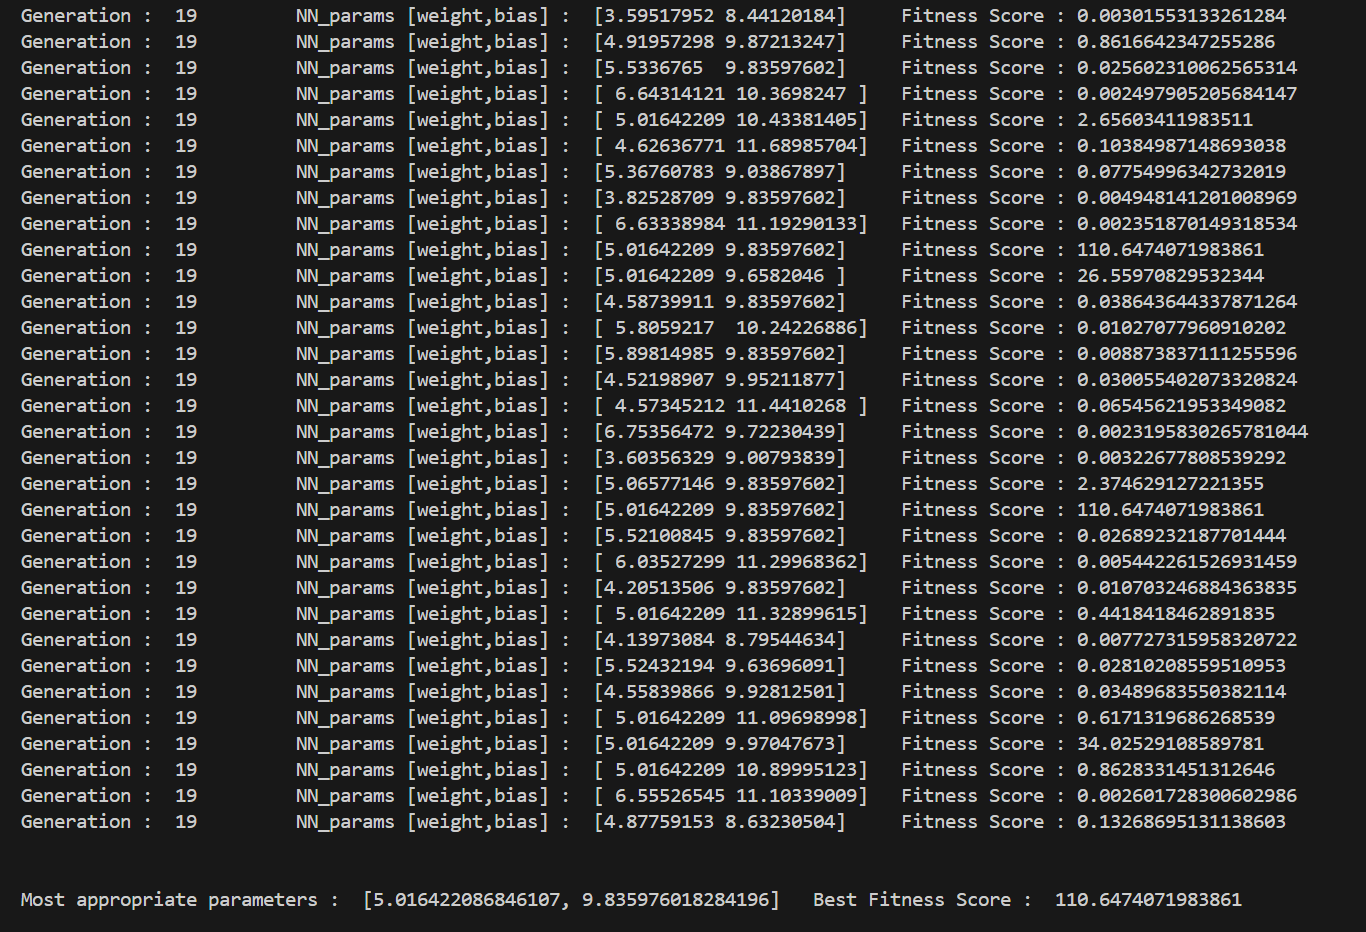 Generation :  19         NN_params [weight,bias] :  [3.59517952 8.44120184]     Fitness Score : 0.00301553133261284
Generation :  19         NN_params [weight,bias] :  [4.91957298 9.87213247]     Fitness Score : 0.8616642347255286
Generation :  19         NN_params [weight,bias] :  [5.5336765  9.83597602]     Fitness Score : 0.025602310062565314
Generation :  19         NN_params [weight,bias] :  [ 6.64314121 10.3698247 ]   Fitness Score : 0.002497905205684147
Generation :  19         NN_params [weight,bias] :  [ 5.01642209 10.43381405]   Fitness Score : 2.65603411983511
Generation :  19         NN_params [weight,bias] :  [ 4.62636771 11.68985704]   Fitness Score : 0.10384987148693038
Generation :  19         NN_params [weight,bias] :  [5.36760783 9.03867897]     Fitness Score : 0.07754996342732019
Generation :  19         NN_params [weight,bias] :  [3.82528709 9.83597602]     Fitness Score : 0.004948141201008969
Generation :  19         NN_params [weight,bias] :  [ 6.63338984 11.19290133]   Fitness Score : 0.002351870149318534
Generation :  19         NN_params [weight,bias] :  [5.01642209 9.83597602]     Fitness Score : 110.6474071983861
Generation :  19         NN_params [weight,bias] :  [5.01642209 9.6582046 ]     Fitness Score : 26.55970829532344
Generation :  19         NN_params [weight,bias] :  [4.58739911 9.83597602]     Fitness Score : 0.038643644337871264
Generation :  19         NN_params [weight,bias] :  [ 5.8059217  10.24226886]   Fitness Score : 0.01027077960910202
Generation :  19         NN_params [weight,bias] :  [5.89814985 9.83597602]     Fitness Score : 0.008873837111255596
Generation :  19         NN_params [weight,bias] :  [4.52198907 9.95211877]     Fitness Score : 0.030055402073320824
Generation :  19         NN_params [weight,bias] :  [ 4.57345212 11.4410268 ]   Fitness Score : 0.06545621953349082
Generation :  19         NN_params [weight,bias] :  [6.75356472 9.72230439]     Fitness Score : 0.0023195830265781044
Generation :  19         NN_params [weight,bias] :  [3.60356329 9.00793839]     Fitness Score : 0.00322677808539292
Generation :  19         NN_params [weight,bias] :  [5.06577146 9.83597602]     Fitness Score : 2.374629127221355
Generation :  19         NN_params [weight,bias] :  [5.01642209 9.83597602]     Fitness Score : 110.6474071983861
Generation :  19         NN_params [weight,bias] :  [5.52100845 9.83597602]     Fitness Score : 0.02689232187701444
Generation :  19         NN_params [weight,bias] :  [ 6.03527299 11.29968362]   Fitness Score : 0.005442261526931459
Generation :  19         NN_params [weight,bias] :  [4.20513506 9.83597602]     Fitness Score : 0.010703246884363835
Generation :  19         NN_params [weight,bias] :  [ 5.01642209 11.32899615]   Fitness Score : 0.4418418462891835
Generation :  19         NN_params [weight,bias] :  [4.13973084 8.79544634]     Fitness Score : 0.007727315958320722
Generation :  19         NN_params [weight,bias] :  [5.52432194 9.63696091]     Fitness Score : 0.02810208559510953
Generation :  19         NN_params [weight,bias] :  [4.55839866 9.92812501]     Fitness Score : 0.03489683550382114
Generation :  19         NN_params [weight,bias] :  [ 5.01642209 11.09698998]   Fitness Score : 0.6171319686268539
Generation :  19         NN_params [weight,bias] :  [5.01642209 9.97047673]     Fitness Score : 34.02529108589781
Generation :  19         NN_params [weight,bias] :  [ 5.01642209 10.89995123]   Fitness Score : 0.8628331451312646
Generation :  19         NN_params [weight,bias] :  [ 6.55526545 11.10339009]   Fitness Score : 0.002601728300602986
Generation :  19         NN_params [weight,bias] :  [4.87759153 8.63230504]     Fitness Score : 0.13268695131138603
Most appropriate parameters :  [5.016422086846107, 9.835976018284196]   Best Fitness Score :  110.6474071983861